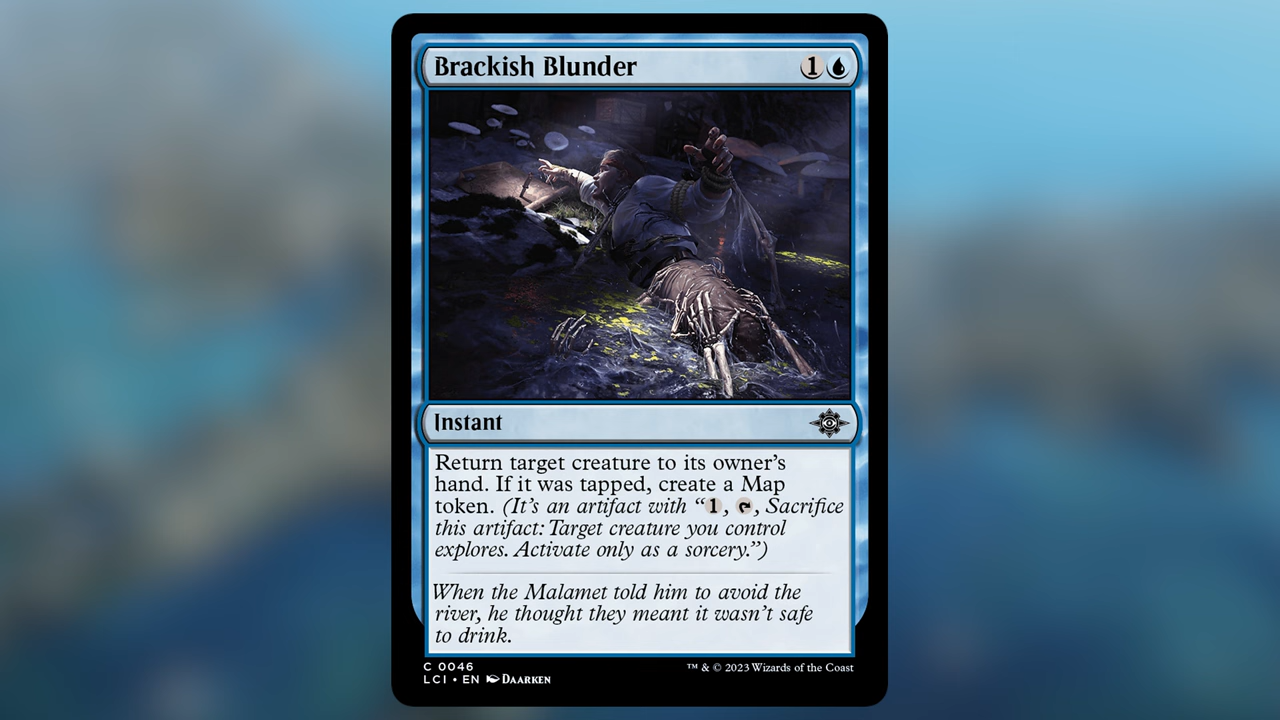 Brackish Blunder 1
Instant
Return target creature to its owner's
hand. If it was tapped, create a Map
token. (It's an artifact with "1, , Sacrifice
this artifact: Target creature you control
explores. Activate only as a sorcery.")
When the Malamet told him to avoid the
river, he thought they meant it wasn't safe
to drink.
C 0046
™ & © 2023 Wizards of the Coast
LCI • EN Daarken